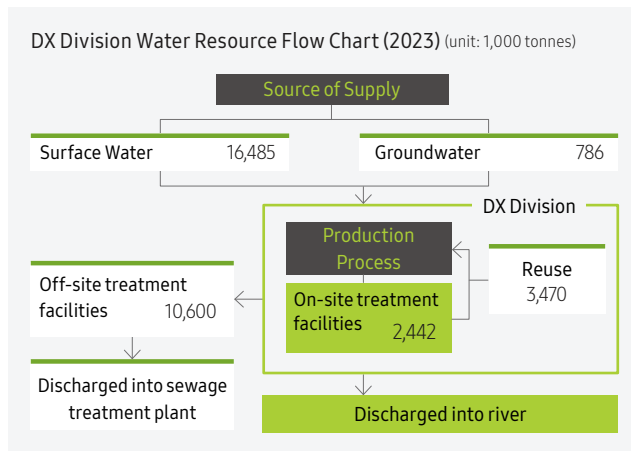 DX Division Water Resource Flow Chart (2023) (unit: 1,000 tonnes)
Source of Supply
Surface Water 16,485
Groundwater 786
DX Division
Production
Process
Reuse
3,470
On-site treatment
facilities
2,442
Off-site treatment
facilities 10,600
Discharged into sewage
treatment plant
Discharged into river